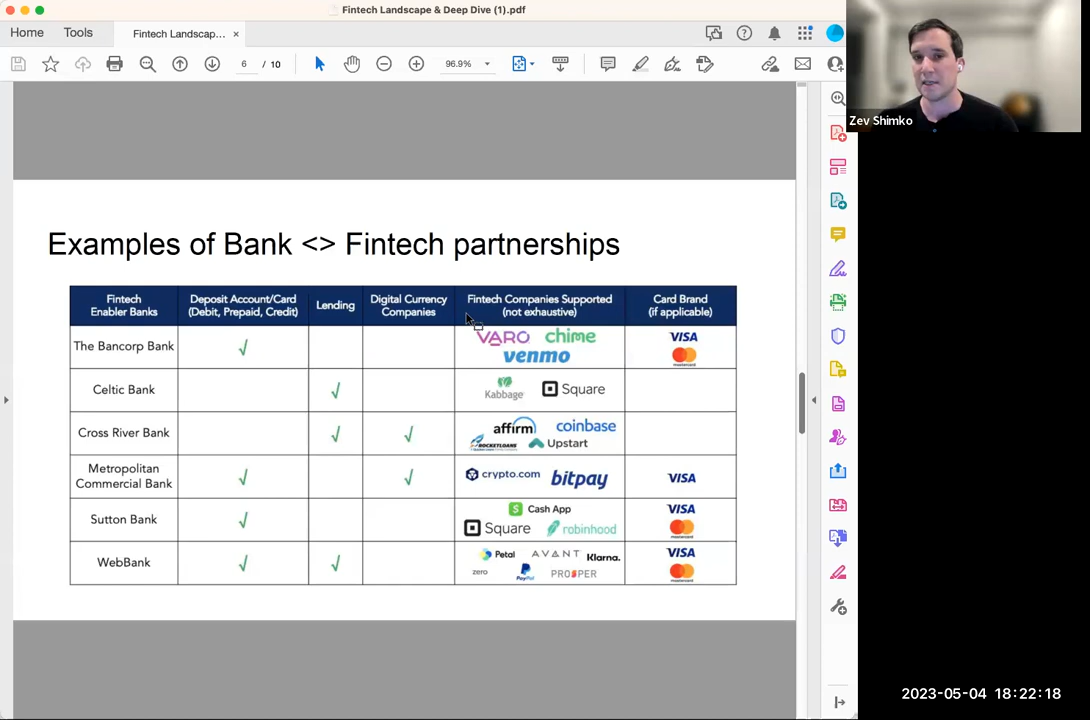 Fintech Landscape & Deep Dive (1).pdf
Home Tools Fintech Landscap... ×
6 / 10 96.9%
Zev Shimko
Examples of Bank <> Fintech partnerships
Fintech
Enabler Banks
Deposit Account/Card
(Debit, Prepaid, Credit)
Lending
Digital Currency
Companies
Fintech Companies Supported
(not exhaustive)
Card Brand
(if applicable)
The Bancorp Bank √ VARO chime
venmo
VISA
mastercard
Celtic Bank √ Kabbage Square
Cross River Bank √ √ affirm coinbase
ROCKETLOANS Upstart
Metropolitan
Commercial Bank
√ √ crypto.com bitpay VISA
Sutton Bank √ Cash App
Square robinhood
VISA
mastercard
WebBank √ √ Petal AVANT Klarna.
zero PayPal PROSPER
VISA
mastercard
2023-05-04 18:22:18